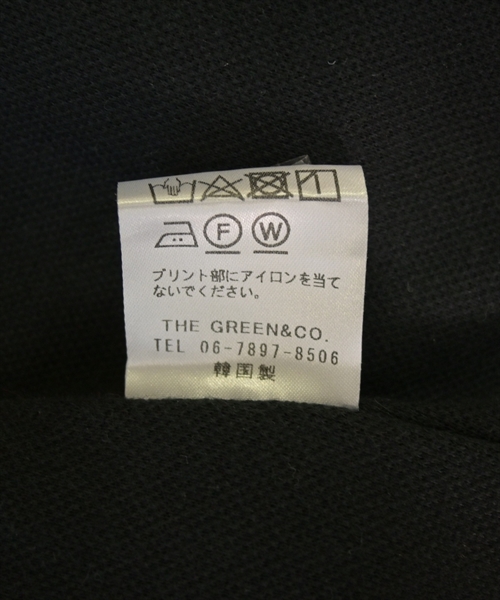 F W
プリント部にアイロンを当て
ないでください。
THE GREEN&CO.
TEL 06-7897-8506
韓国製